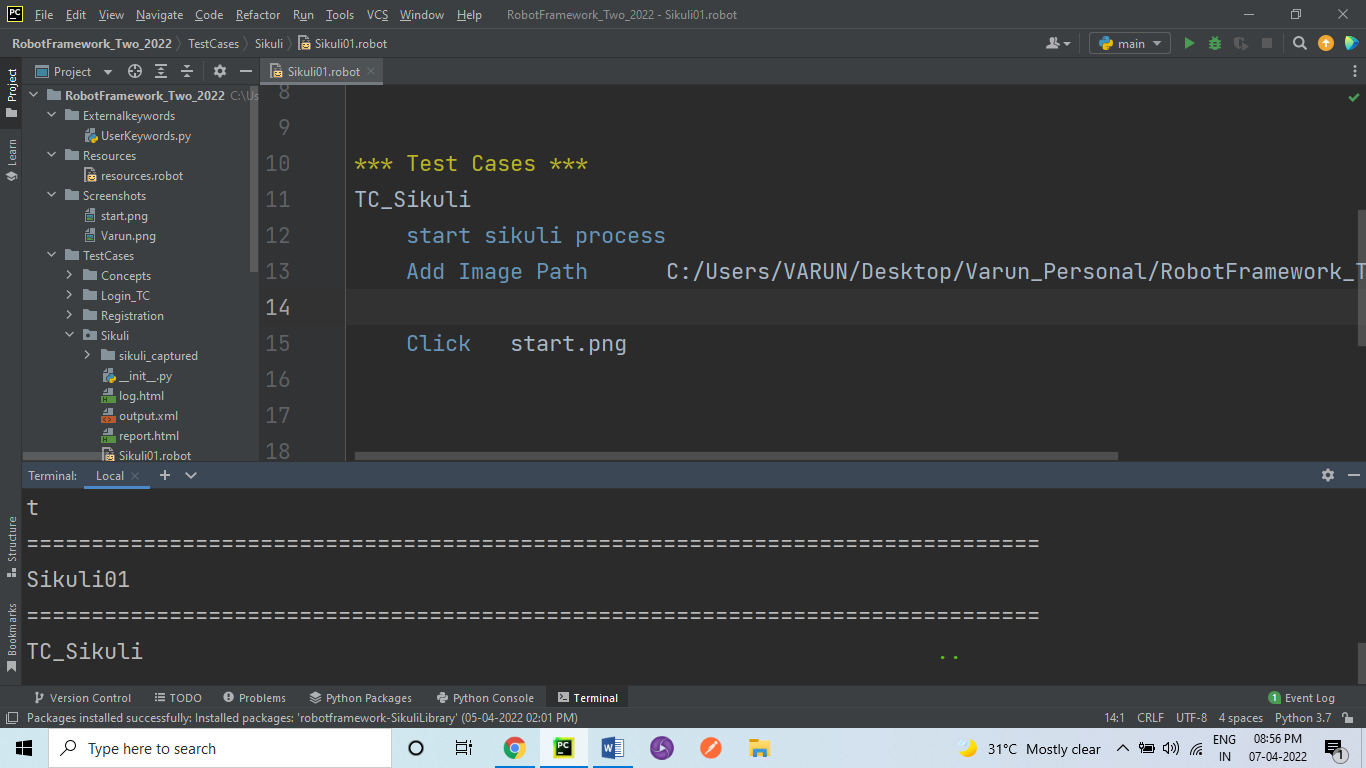 PC File Edit View Navigate Code Refactor Run Tools VCS Window Help RobotFramework_Two_2022 - Sikuli01.robot
RobotFramework_Two_2022 TestCases Sikuli Sikuli01.robot main
Project Sikuli01.robot
Project
Learn
Structure
Bookmarks
RobotFramework_Two_2022 C:\Us
Externalkeywords
UserKeywords.py
Resources
resources.robot
Screenshots
start.png
Varun.png
TestCases
Concepts
Login_TC
Registration
Sikuli
sikuli_captured
__init__.py
log.html
output.xml
report.html
Sikuli01.robot
8
9
10 *** Test Cases ***
11 TC_Sikuli
12 start sikuli process
13 Add Image Path C:/Users/VARUN/Desktop/Varun_Personal/RobotFramework_T
14
15 Click start.png
16
17
18
Terminal: Local
t
==============================================================================
Sikuli01
==============================================================================
TC_Sikuli ..
Version Control TODO Problems Python Packages Python Console Terminal 1 Event Log
Packages installed successfully: Installed packages: 'robotframework-SikuliLibrary' (05-04-2022 02:01 PM) 14:1 CRLF UTF-8 4 spaces Python 3.7
Type here to search PC 31°C Mostly clear ENG 08:56 PM
IN 07-04-2022 1